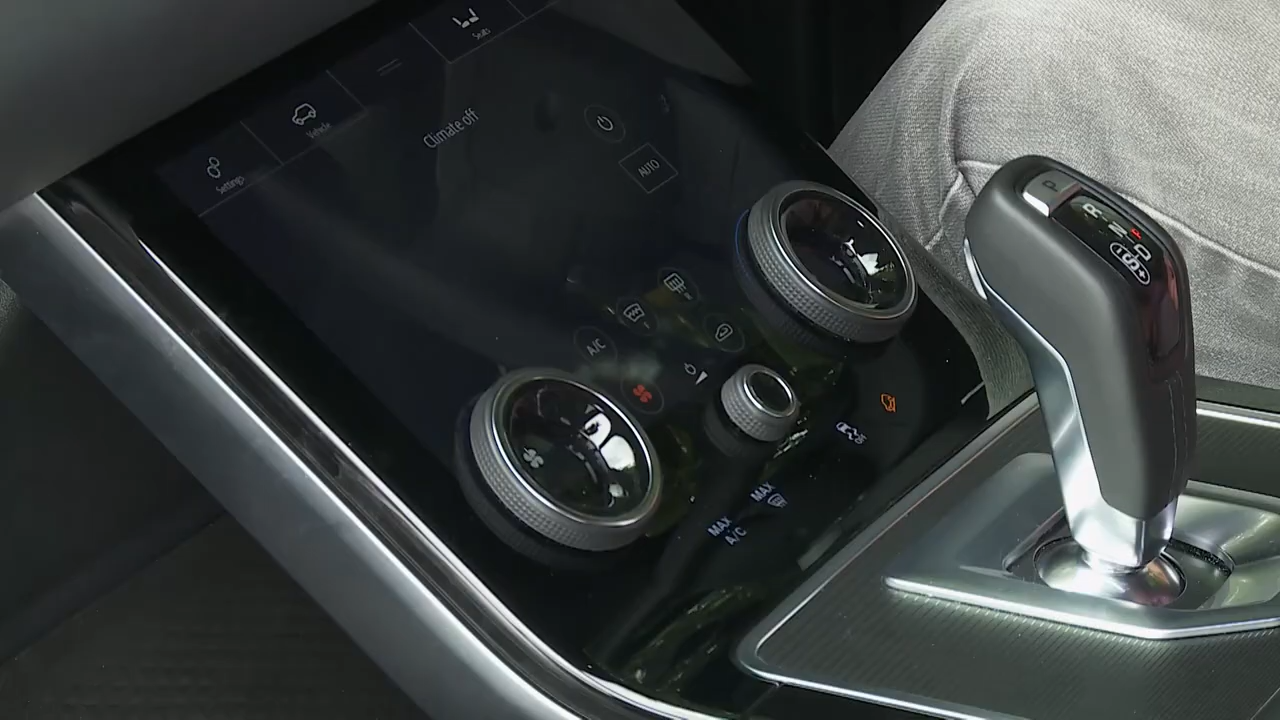 Seats
Vehicle
Settings
Climate off
AUTO
A/C
MAX
MAX
A/C
P
R
N
D
S